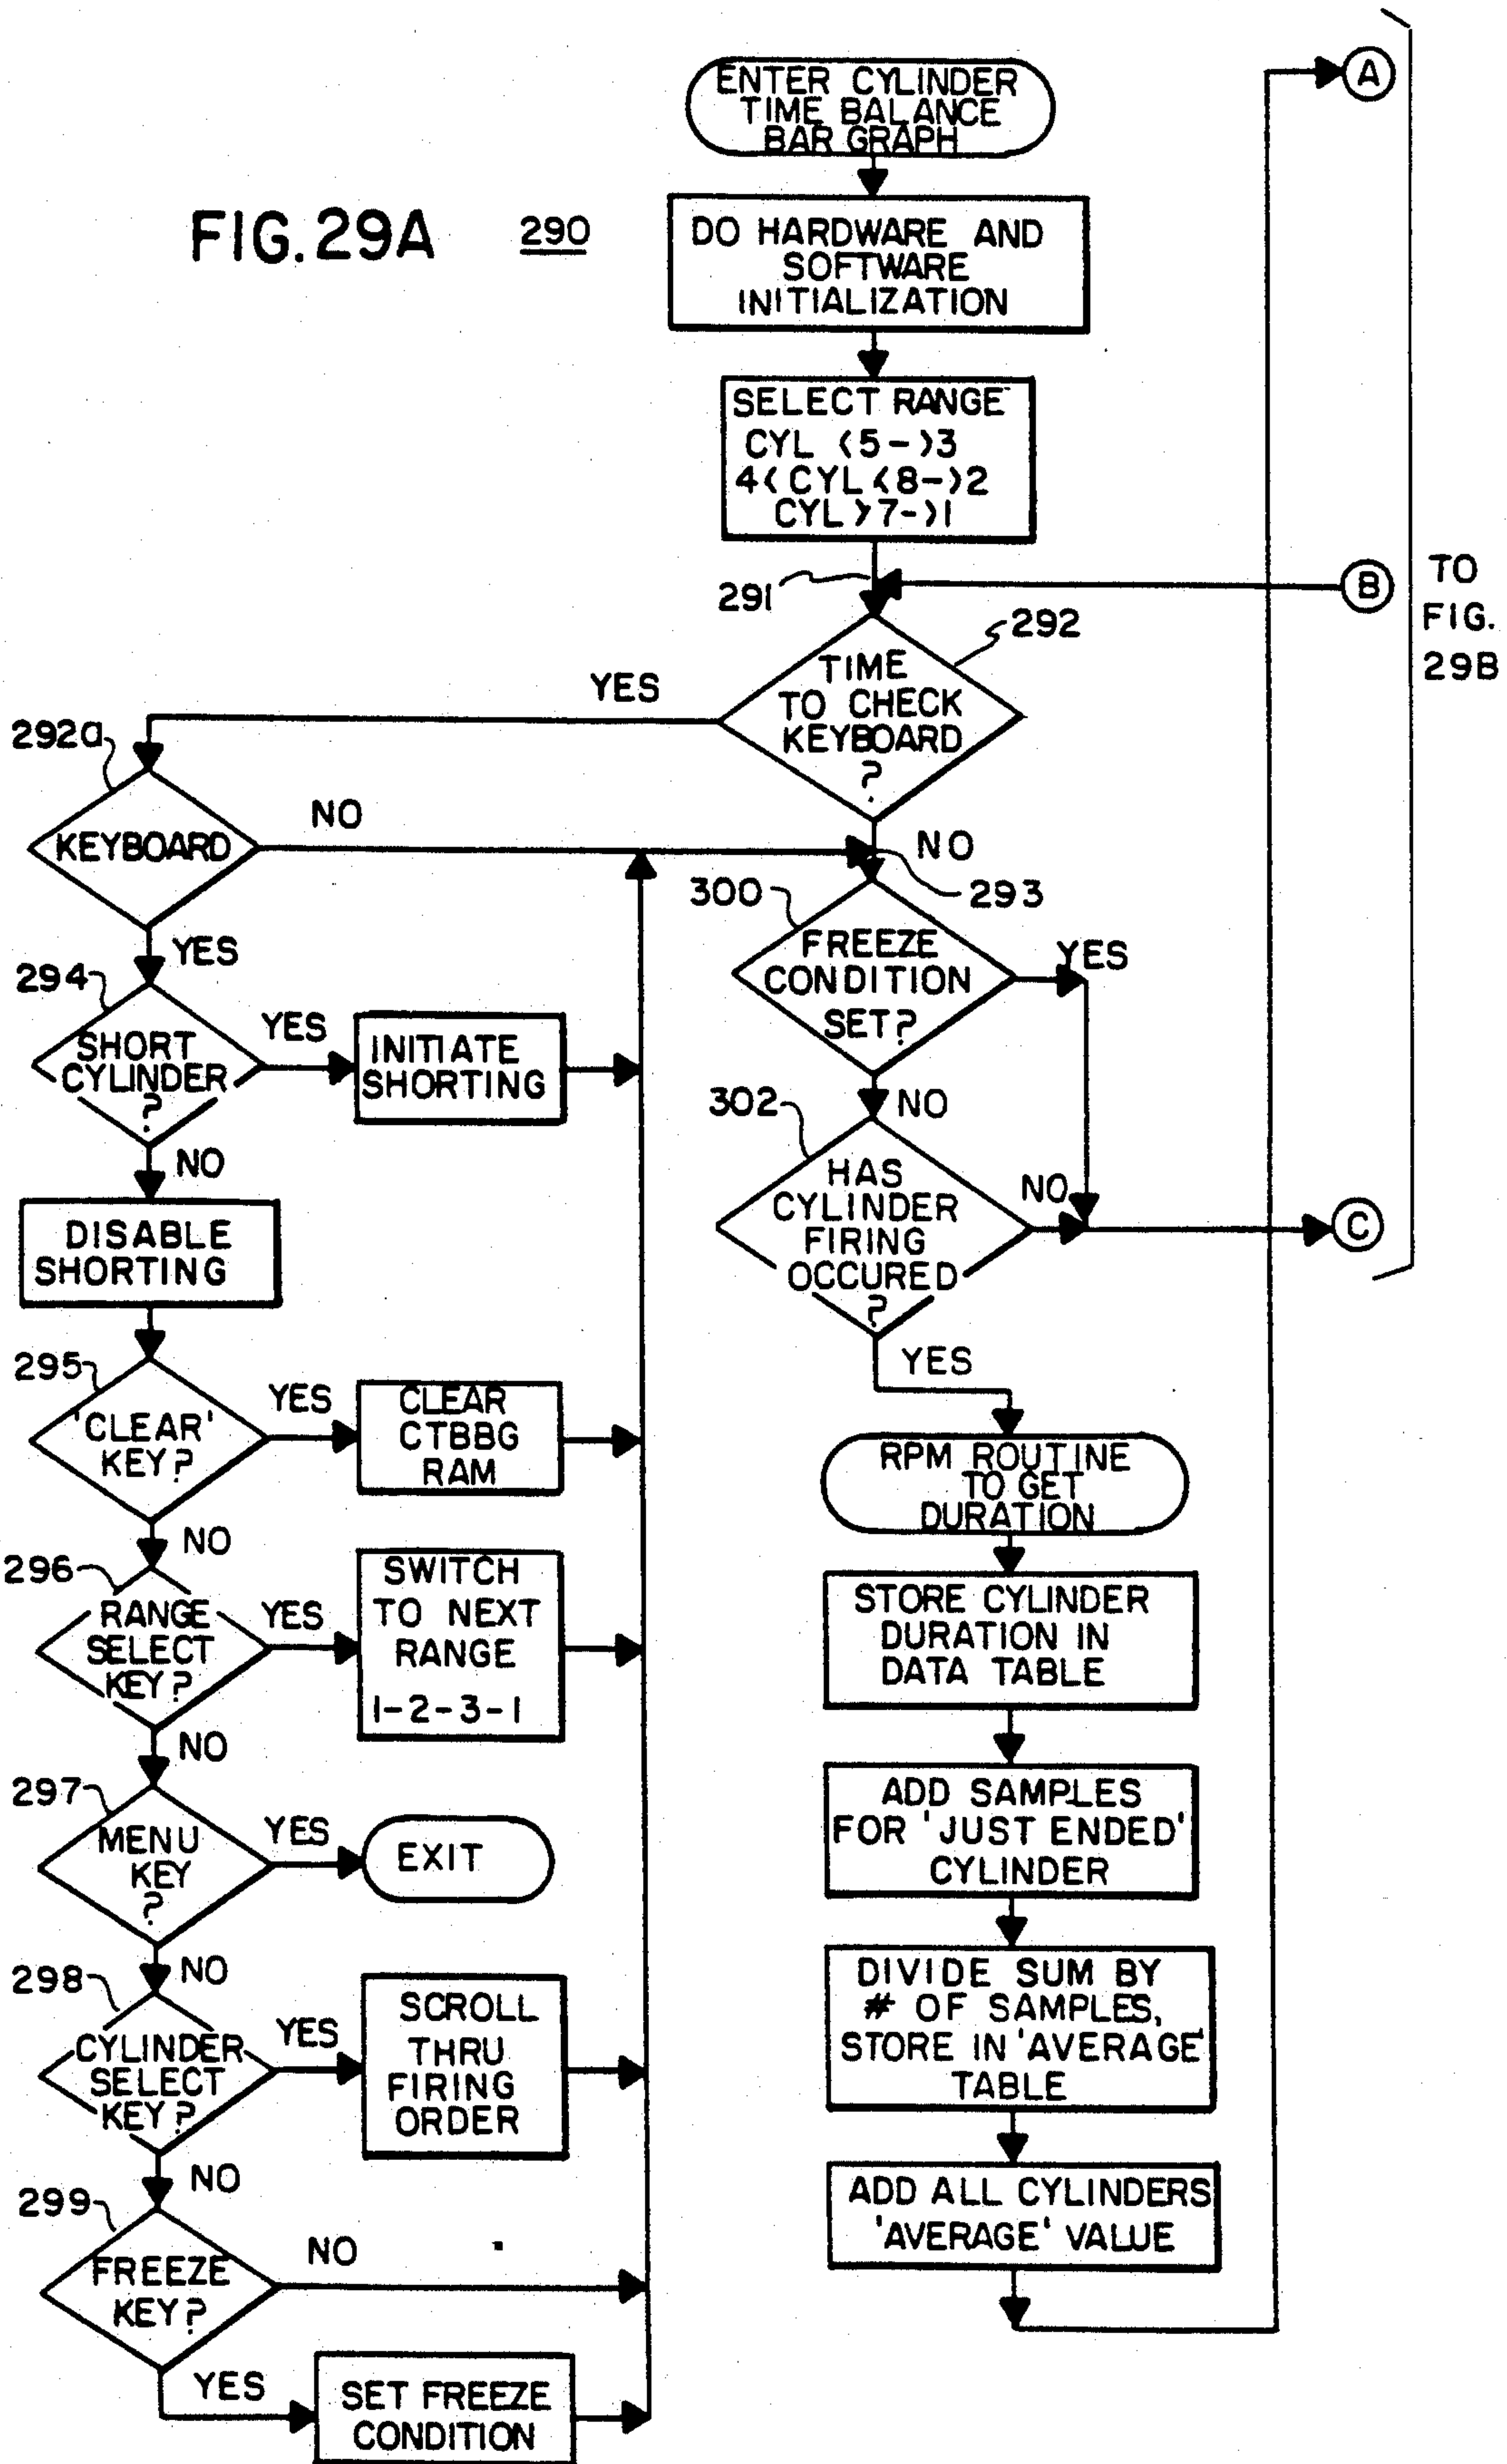 FIG. 29A
290
ENTER CYLINDER
TIME BALANCE
BAR GRAPH
DO HARDWARE AND
SOFTWARE
INITIALIZATION
SELECT RANGE
CYL <5->3
4< CYL <8->2
CYL >7->1
A
B
C
TO
FIG.
29B
291
292
TIME
TO CHECK
KEYBOARD
?
YES
NO
292a
KEYBOARD
NO
YES
293
294
SHORT
CYLINDER
?
YES
INITIATE
SHORTING
NO
DISABLE
SHORTING
295
'CLEAR'
KEY?
YES
CLEAR
CTBBG
RAM
NO
296
RANGE
SELECT
KEY?
YES
SWITCH
TO NEXT
RANGE
1-2-3-1
NO
297
MENU
KEY
?
YES
EXIT
NO
298
CYLINDER
SELECT
KEY?
YES
SCROLL
THRU
FIRING
ORDER
NO
299
FREEZE
KEY?
NO
YES
SET FREEZE
CONDITION
300
FREEZE
CONDITION
SET?
YES
NO
302
HAS
CYLINDER
FIRING
OCCURED
?
NO
YES
RPM ROUTINE
TO GET
DURATION
STORE CYLINDER
DURATION IN
DATA TABLE
ADD SAMPLES
FOR 'JUST ENDED'
CYLINDER
DIVIDE SUM BY
# OF SAMPLES,
STORE IN 'AVERAGE'
TABLE
ADD ALL CYLINDERS
'AVERAGE' VALUE